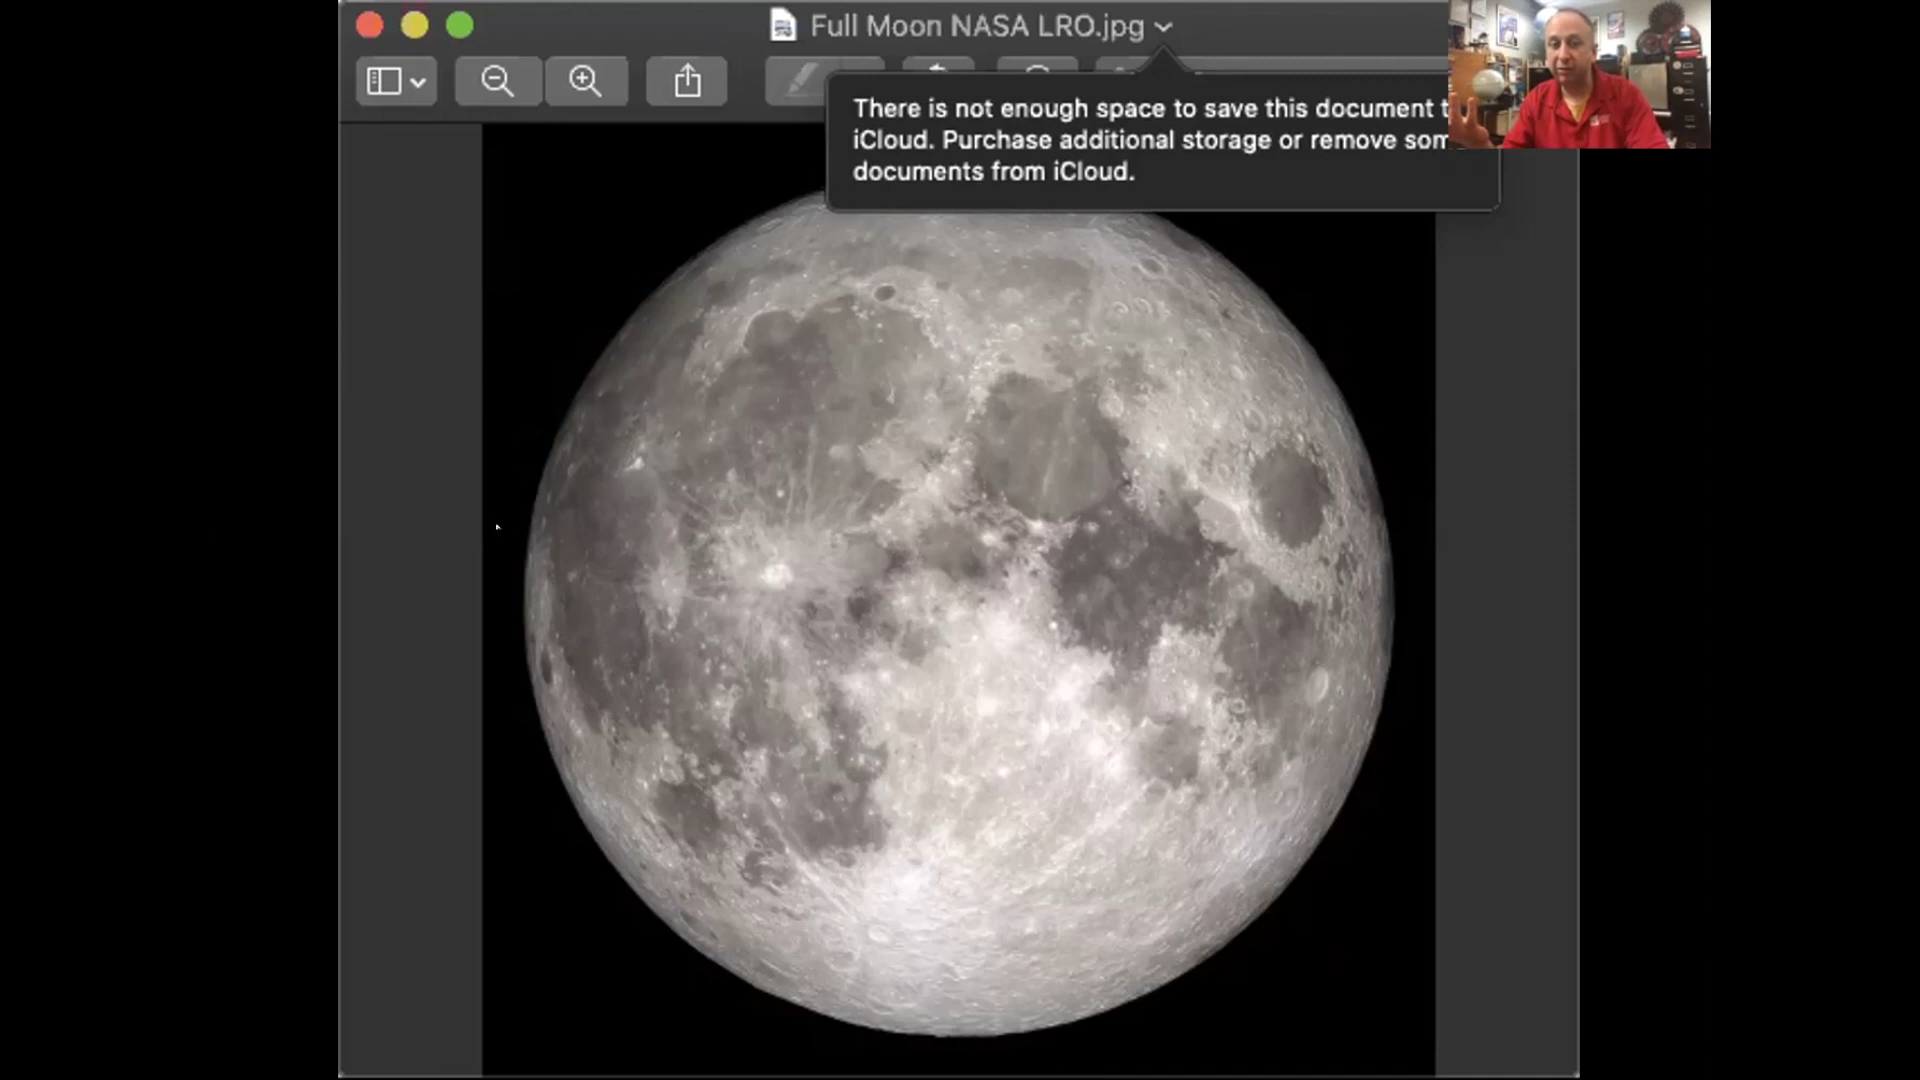 Full Moon NASA LRO.jpg
There is not enough space to save this document
iCloud. Purchase additional storage or remove
documents from iCloud.